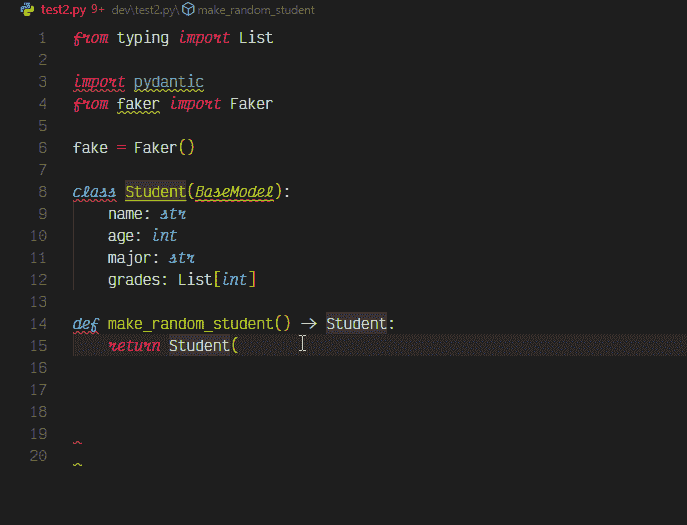 test2.py 9+ dev\test2.py\ make_random_student
1 from typing import List
2
3 import pydantic
4 from faker import Faker
5
6 fake = Faker()
7
8 class Student(BaseModel):
9 name: str
10 age: int
11 major: str
12 grades: List[int]
13
14 def make_random_student() → Student:
15 return Student(
16
17
18
19
20